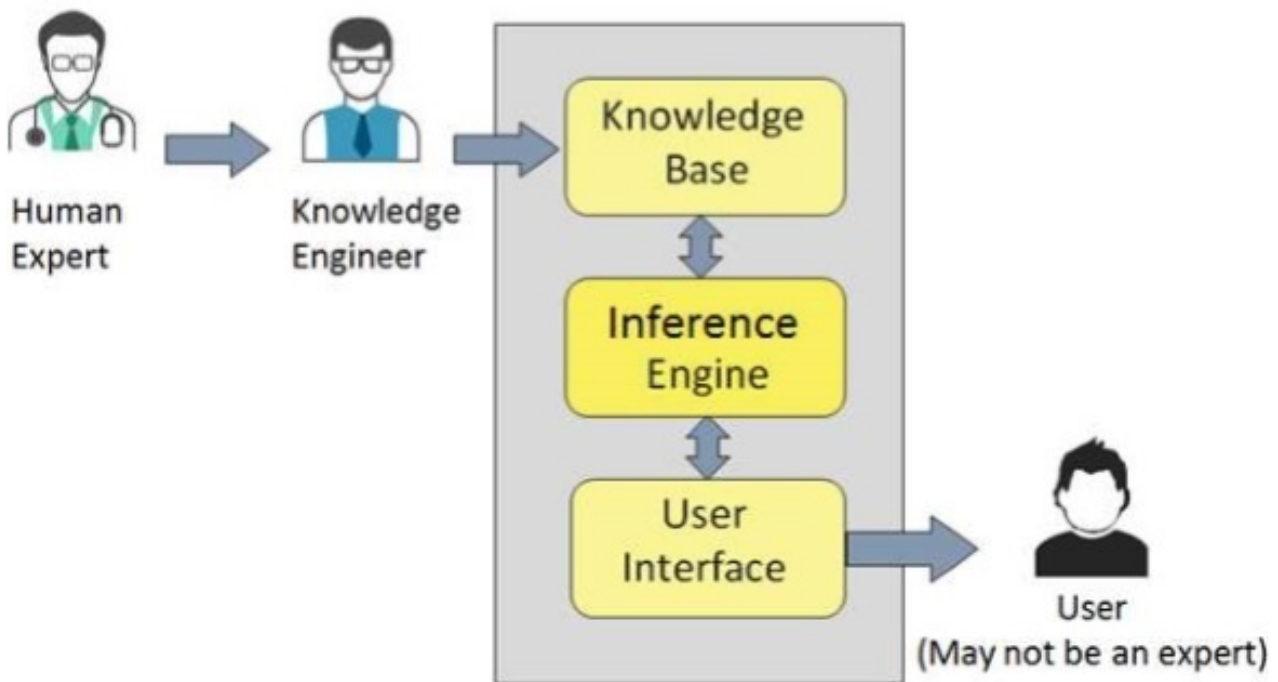 Human
Expert
Knowledge
Engineer
Knowledge
Base
Inference
Engine
User
Interface
User
(May not be an expert)